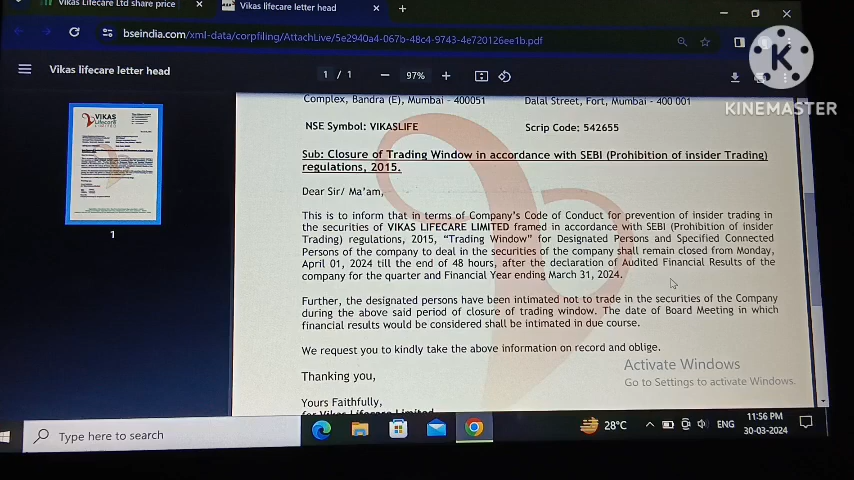 Vikas Lifecare Ltd share price
Vikas lifecare letter head
bseindia.com/xml-data/corpfiling/AttachLive/5e2940a4-067b-48c4-9743-4e720126ee1b.pdf
Vikas lifecare letter head
1 / 1
97%
KINEMASTER
VIKAS
Lifecare
1
Complex, Bandra (E), Mumbai - 400051
Dalal Street, Fort, Mumbai - 400 001
NSE Symbol: VIKASLIFE
Scrip Code: 542655
Sub: Closure of Trading Window in accordance with SEBI (Prohibition of insider Trading)
regulations, 2015.
Dear Sir/ Ma'am,
This is to inform that in terms of Company's Code of Conduct for prevention of insider trading in
the securities of VIKAS LIFECARE LIMITED framed in accordance with SEBI (Prohibition of insider
Trading) regulations, 2015, "Trading Window" for Designated Persons and Specified Connected
Persons of the company to deal in the securities of the company shall remain closed from Monday,
April 01, 2024 till the end of 48 hours, after the declaration of Audited Financial Results of the
company for the quarter and Financial Year ending March 31, 2024.
Further, the designated persons have been intimated not to trade in the securities of the Company
during the above said period of closure of trading window. The date of Board Meeting in which
financial results would be considered shall be intimated in due course.
We request you to kindly take the above information on record and oblige.
Thanking you,
Yours Faithfully,
for Vikas Lifecare Limited
Activate Windows
Go to Settings to activate Windows.
Type here to search
28°C
ENG
11:56 PM
30-03-2024